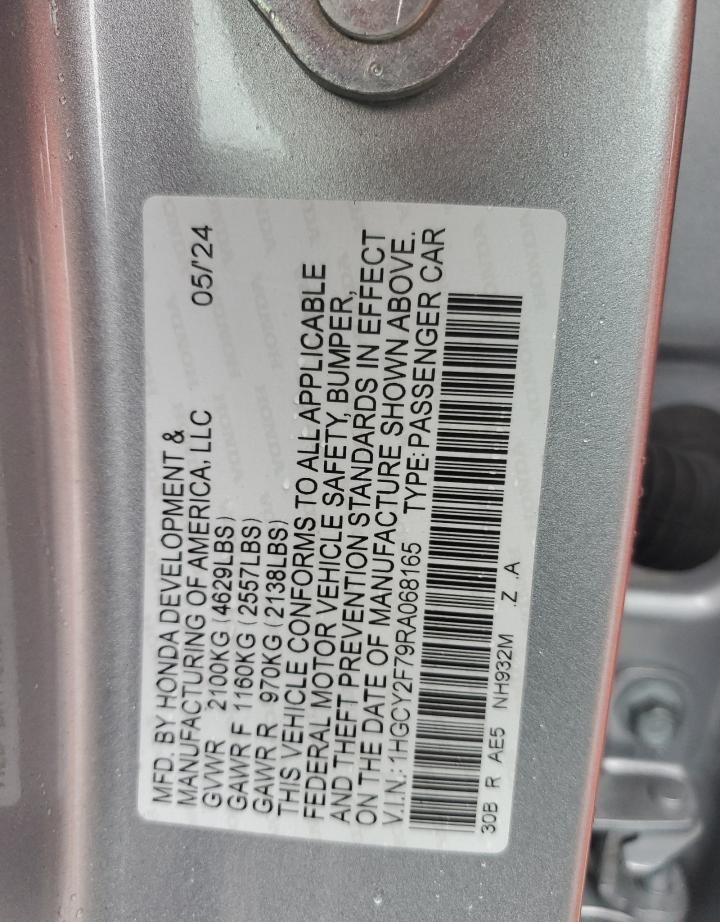 MFD. BY HONDA DEVELOPMENT &
MANUFACTURING OF AMERICA, LLC 05/'24
GVWR 2100KG (4629LBS)
GAWR F 1160KG (2557LBS)
GAWR R 970KG (2138LBS)
THIS VEHICLE CONFORMS TO ALL APPLICABLE
FEDERAL MOTOR VEHICLE SAFETY, BUMPER,
AND THEFT PREVENTION STANDARDS IN EFFECT
ON THE DATE OF MANUFACTURE SHOWN ABOVE.
V.I.N.: 1HGCY2F79RA068165 TYPE: PASSENGER CAR
30B R AE5 NH932M .Z .A